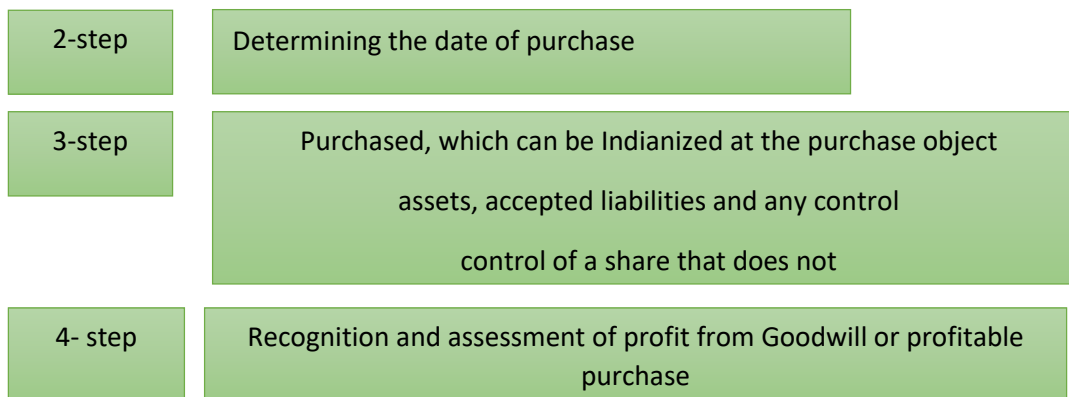 2-step
Determining the date of purchase
3-step
Purchased, which can be Indianized at the purchase object
assets, accepted liabilities and any control
control of a share that does not
4- step
Recognition and assessment of profit from Goodwill or profitable
purchase